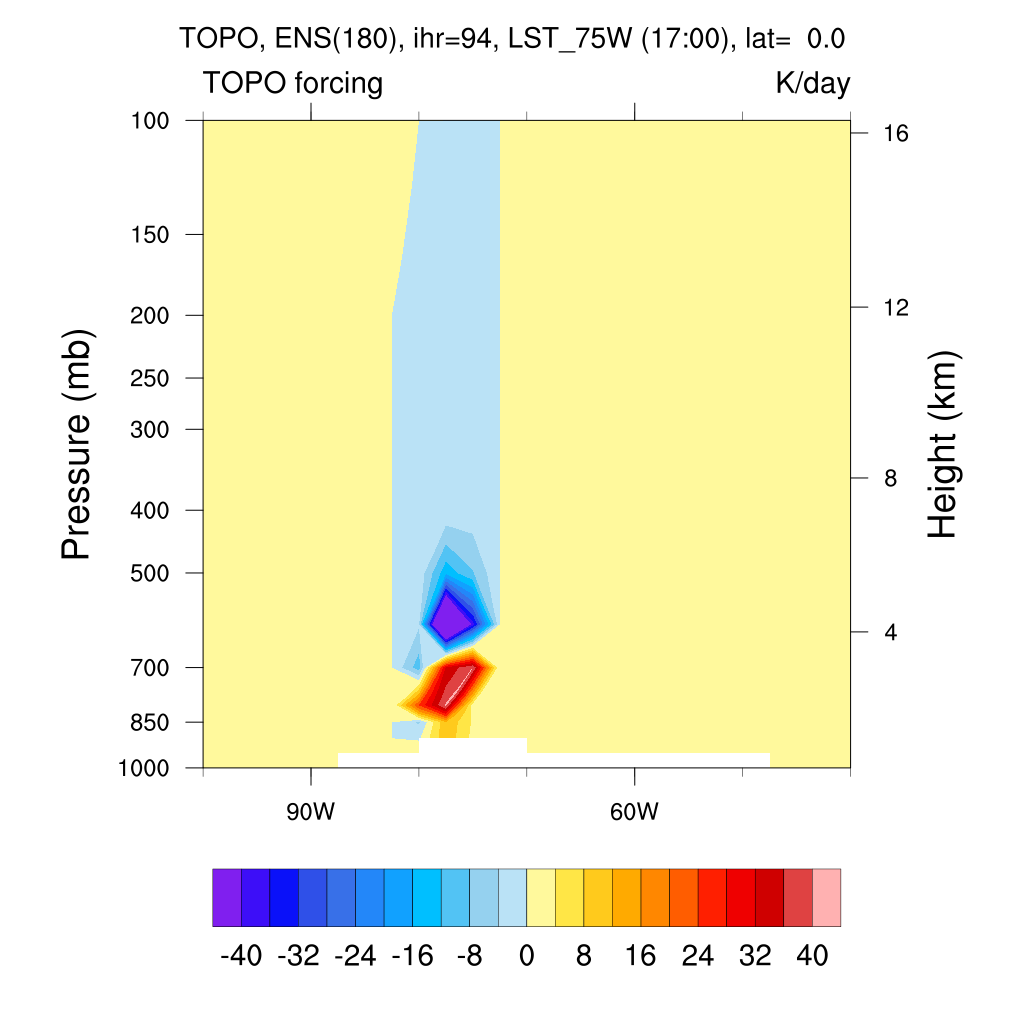 TOPO, ENS(180), ihr=94, LST_75W (17:00), lat=  0.0
TOPO forcing
K/day
100
150
200
250
300
400
500
700
850
1000
Pressure (mb)
16
12
8
4
Height (km)
90W
60W
-40 -32 -24 -16 -8 0 8 16 24 32 40